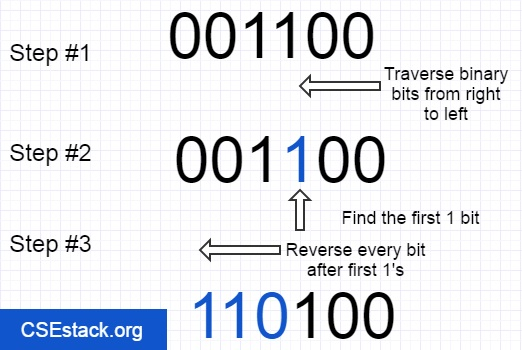 Step #1
001100
Traverse binary
bits from right
to left
Step #2
001100
Find the first 1 bit
Step #3
Reverse every bit
after first 1's
110100
CSEstack.org